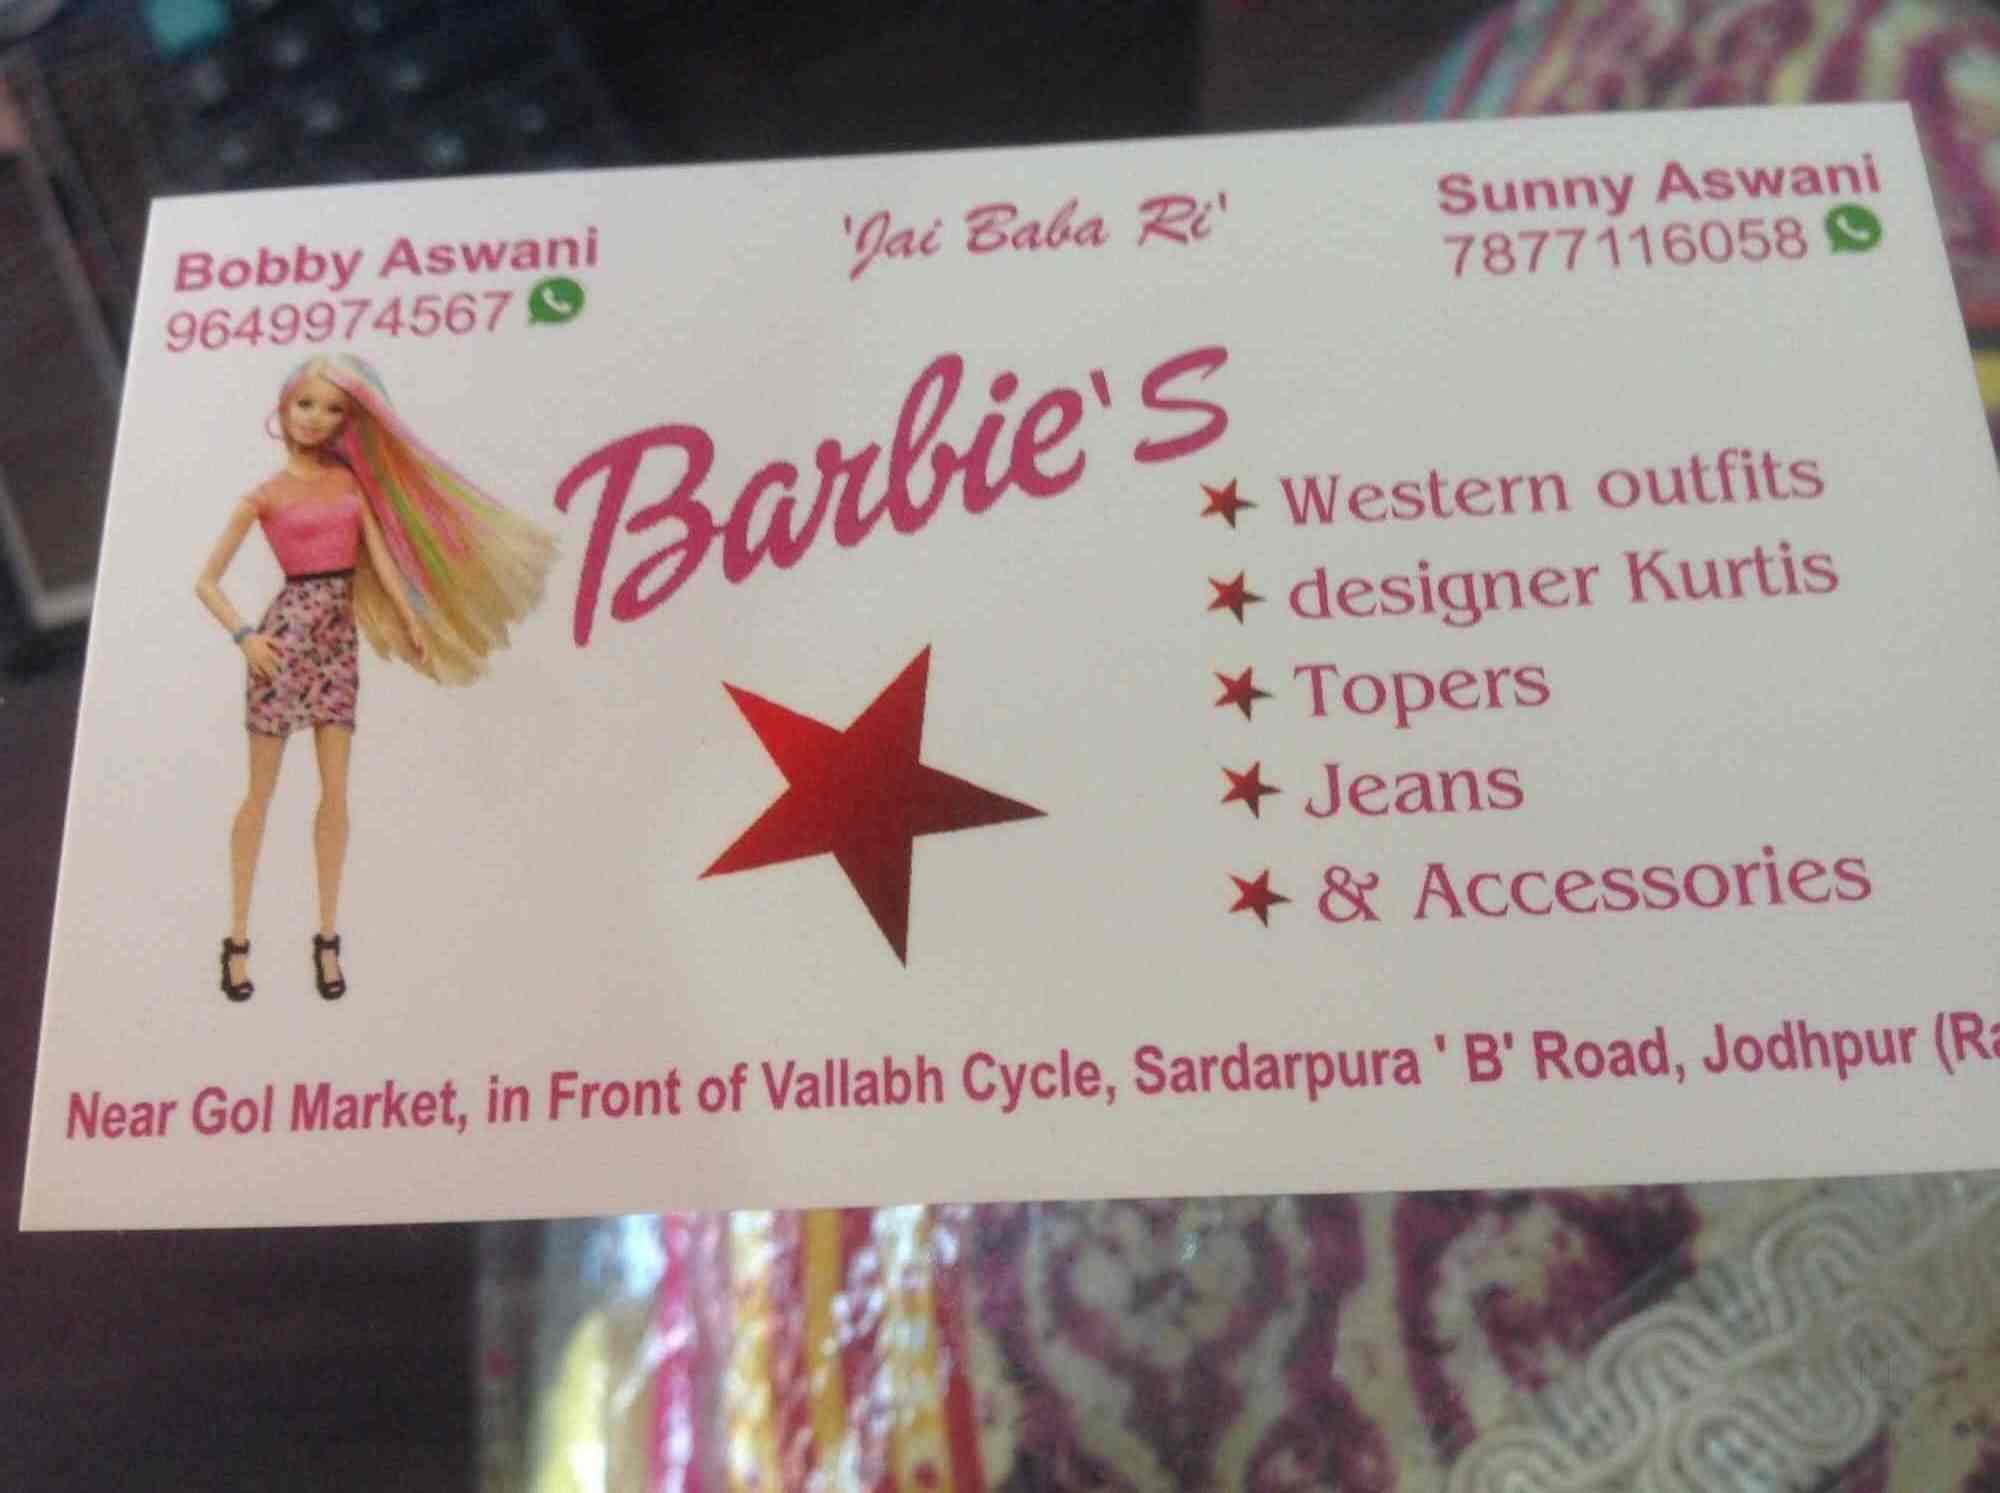 Bobby Aswani
9649974567
'Jai Baba Ri'
Sunny Aswani
7877116058
Barbie's
Western outfits
designer Kurtis
Topers
Jeans
& Accessories
Near Gol Market, in Front of Vallabh Cycle, Sardarpura ' B' Road, Jodhpur